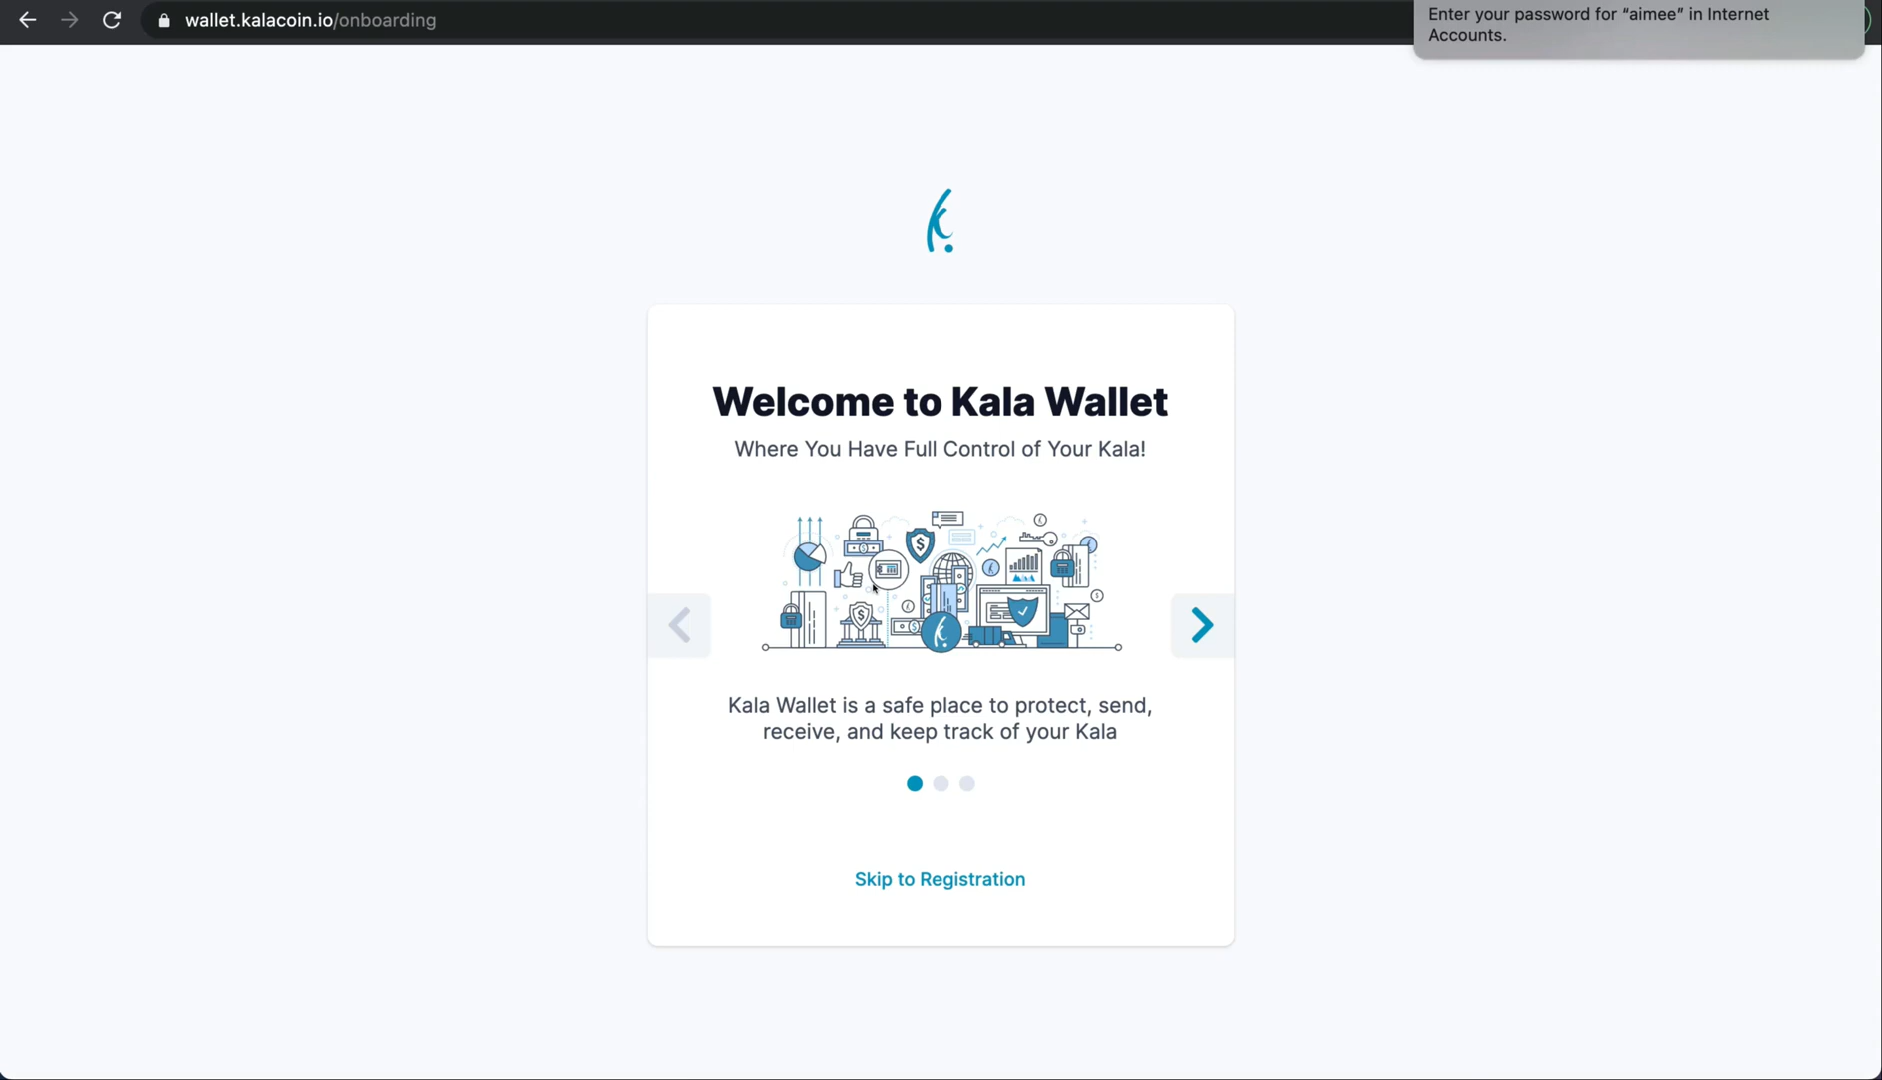 wallet.kalacoin.io/onboarding
Enter your password for “aimee” in Internet
Accounts.
Welcome to Kala Wallet
Where You Have Full Control of Your Kala!
Kala Wallet is a safe place to protect, send,
receive, and keep track of your Kala
Skip to Registration